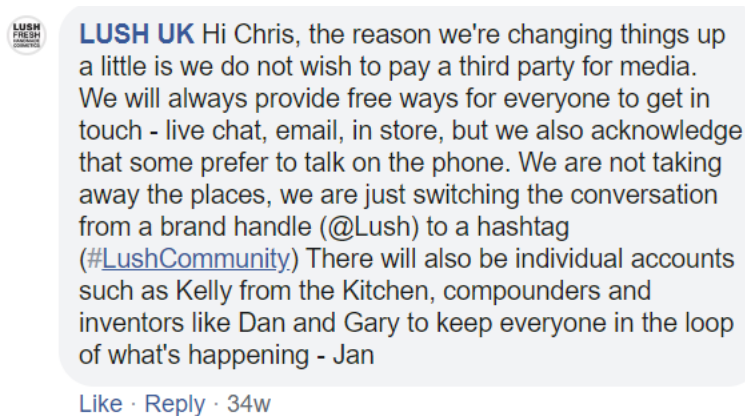 LUSH
FRESH
HANDMADE
COSMETICS
LUSH UK Hi Chris, the reason we're changing things up
a little is we do not wish to pay a third party for media.
We will always provide free ways for everyone to get in
touch - live chat, email, in store, but we also acknowledge
that some prefer to talk on the phone. We are not taking
away the places, we are just switching the conversation
from a brand handle (@Lush) to a hashtag
(#LushCommunity) There will also be individual accounts
such as Kelly from the Kitchen, compounders and
inventors like Dan and Gary to keep everyone in the loop
of what's happening - Jan
Like · Reply · 34w